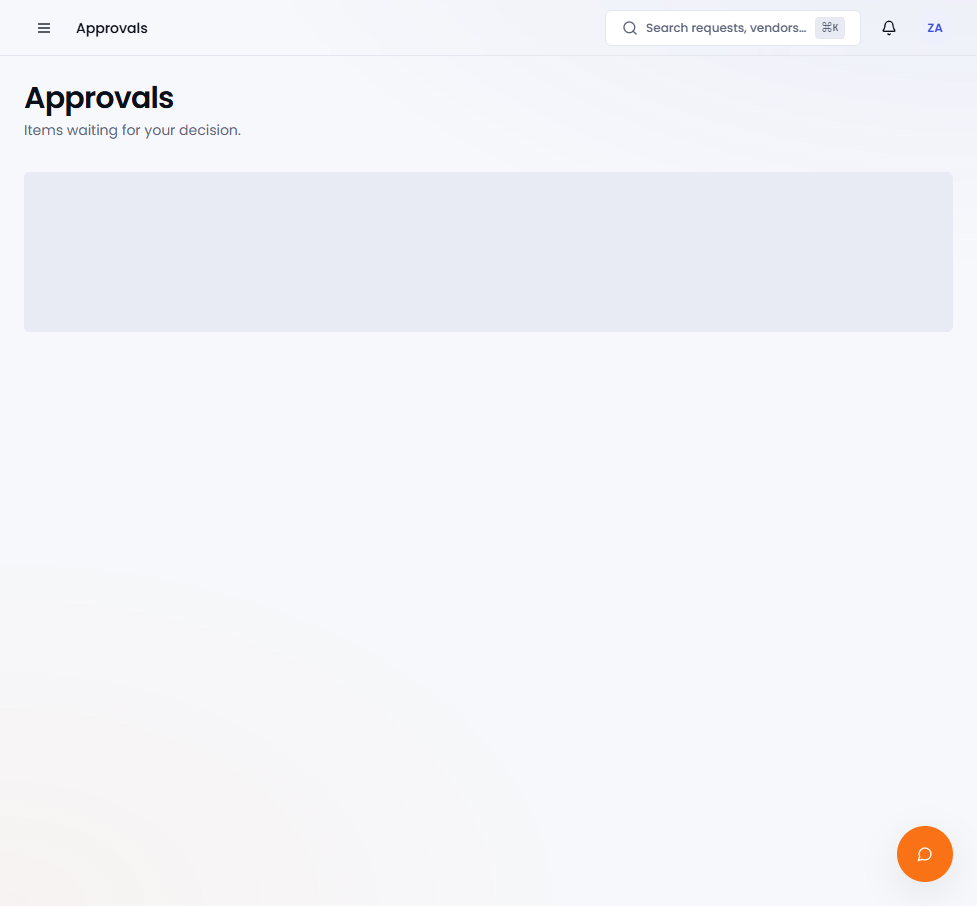 Approvals
Search requests, vendors… ⌘K
ZA
Approvals
Items waiting for your decision.